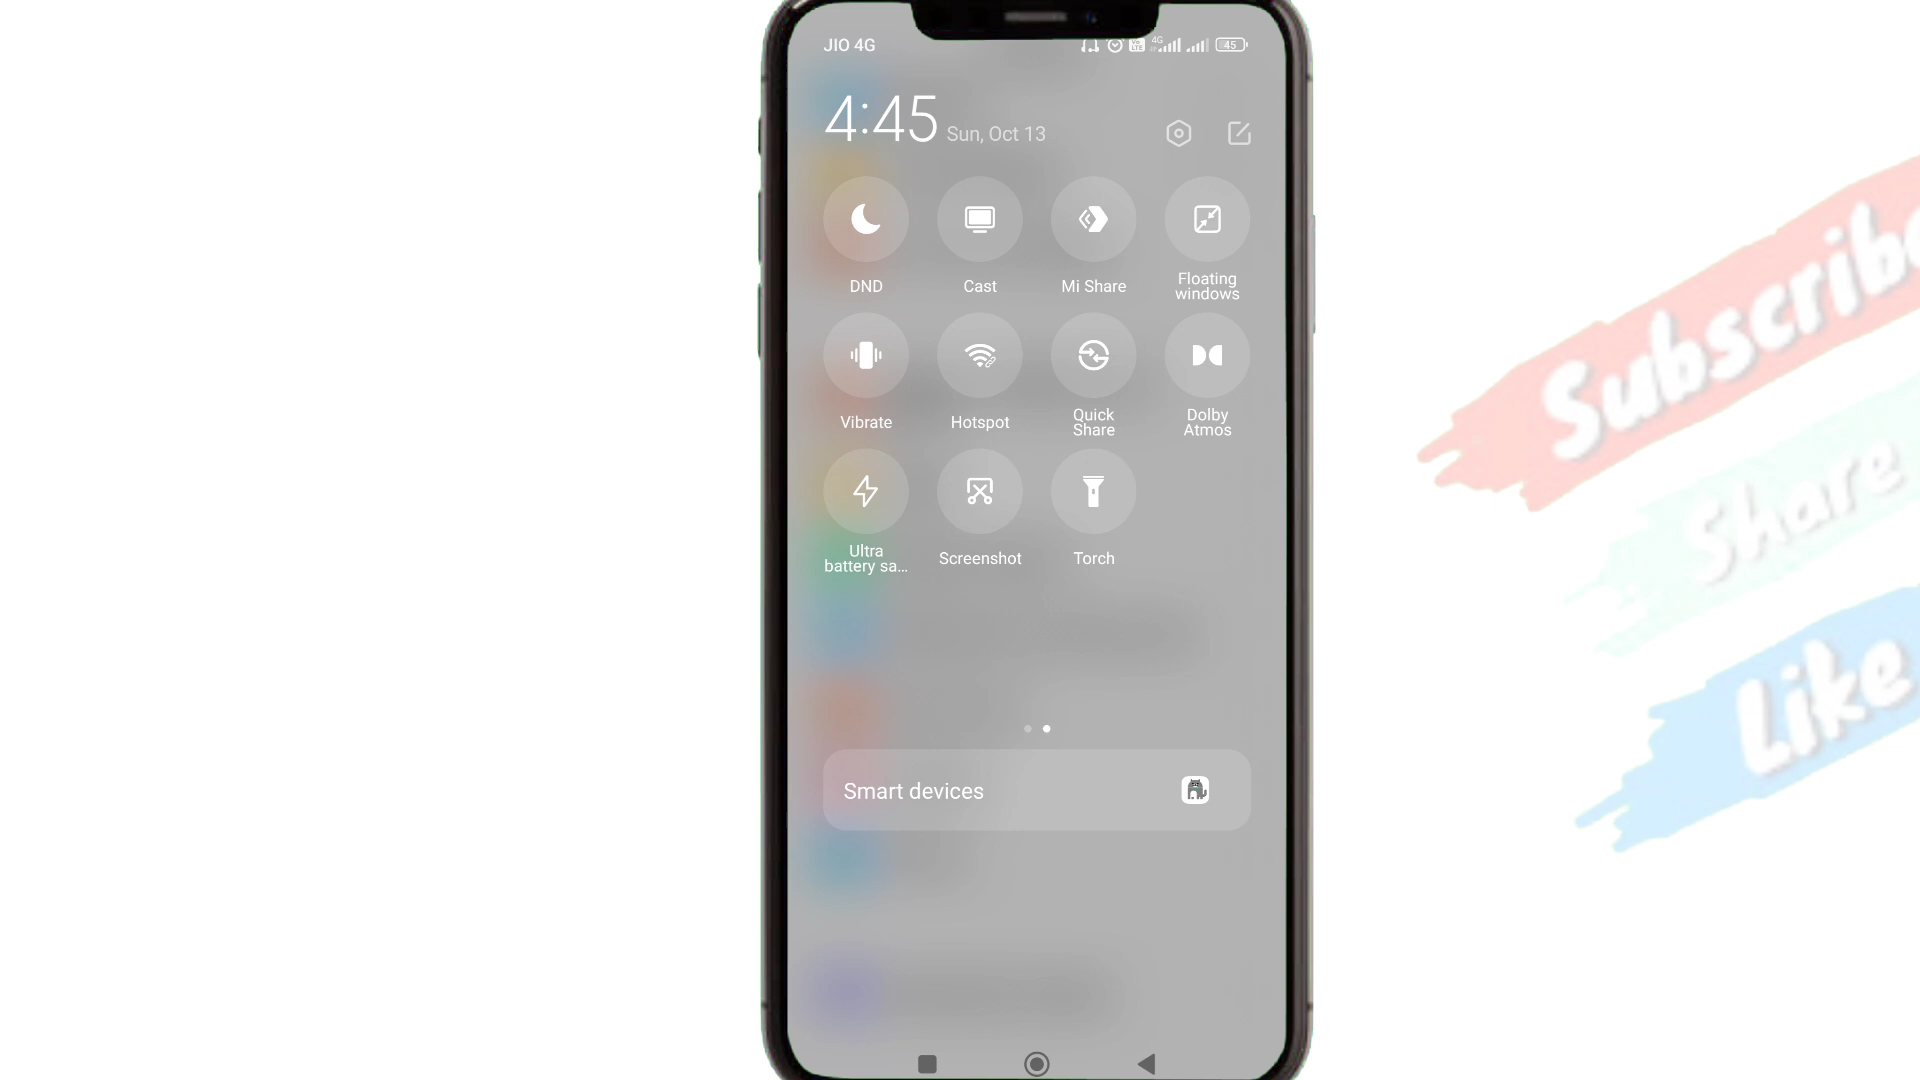 JIO 4G
4G
45
4:45 Sun, Oct 13
DND
Cast
Mi Share
Floating
windows
Vibrate
Hotspot
Quick
Share
Dolby
Atmos
Ultra
battery sa...
Screenshot
Torch
Smart devices
Subscribe
Share
Like